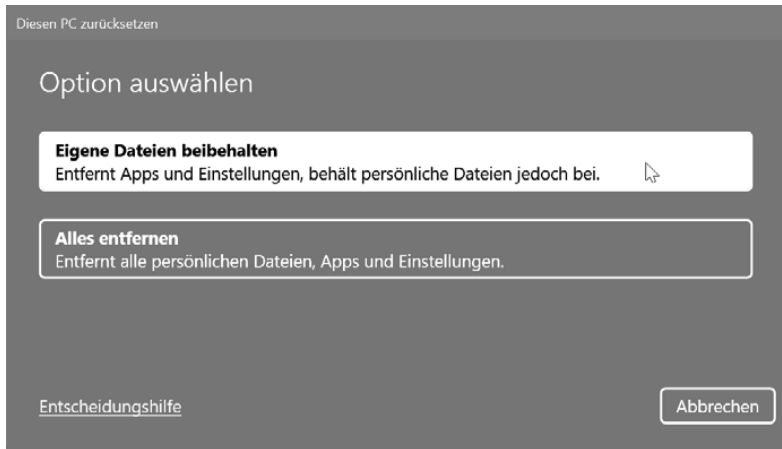 Diesen PC zurücksetzen
Option auswählen
Eigene Dateien beibehalten
Entfernt Apps und Einstellungen, behält persönliche Dateien jedoch bei.
Alles entfernen
Entfernt alle persönlichen Dateien, Apps und Einstellungen.
Entscheidungshilfe
Abbrechen